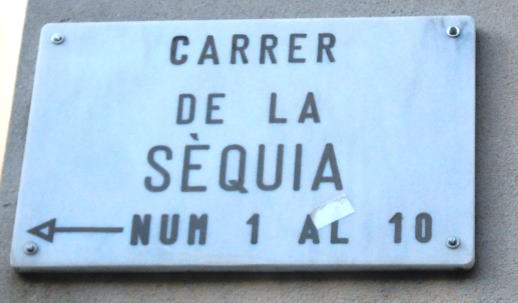 CARRER
DE LA
SÈQUIA
NUM 1 AL 10